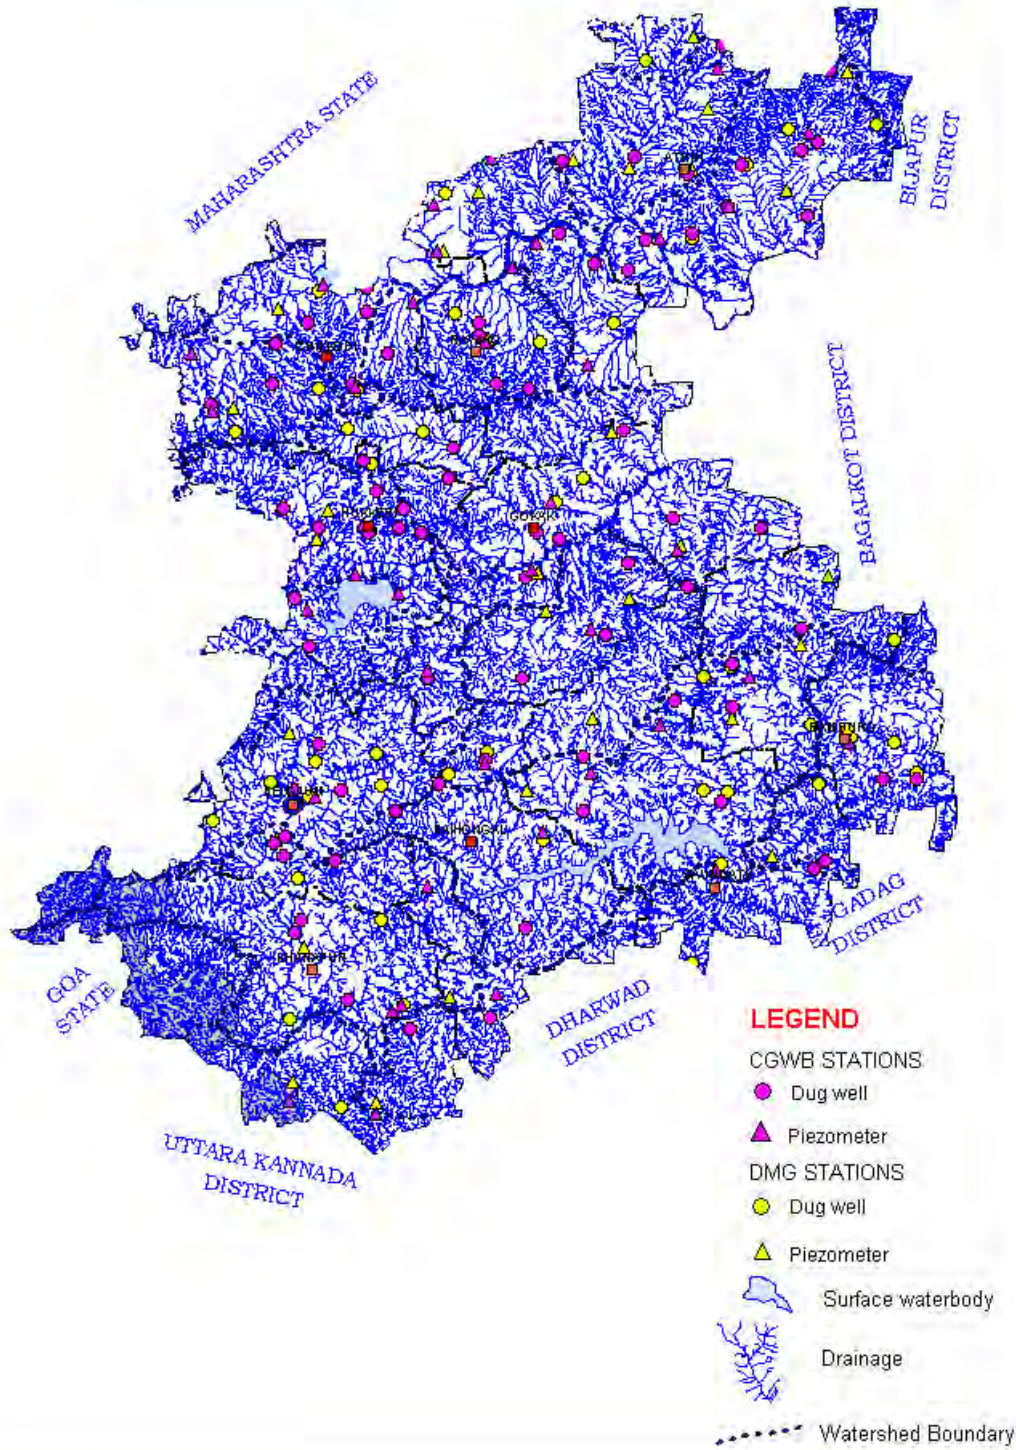 MAHARASHTRA STATE
BIJAPUR
DISTRICT
BAGALKOT DISTRICT
GOKAK
GADAG
DISTRICT
GOA
STATE
DHARWAD
DISTRICT
UTTARA KANNADA
DISTRICT
LEGEND
CGWB STATIONS
Dug well
Piezometer
DMG STATIONS
Dug well
Piezometer
Surface waterbody
Drainage
Watershed Boundary